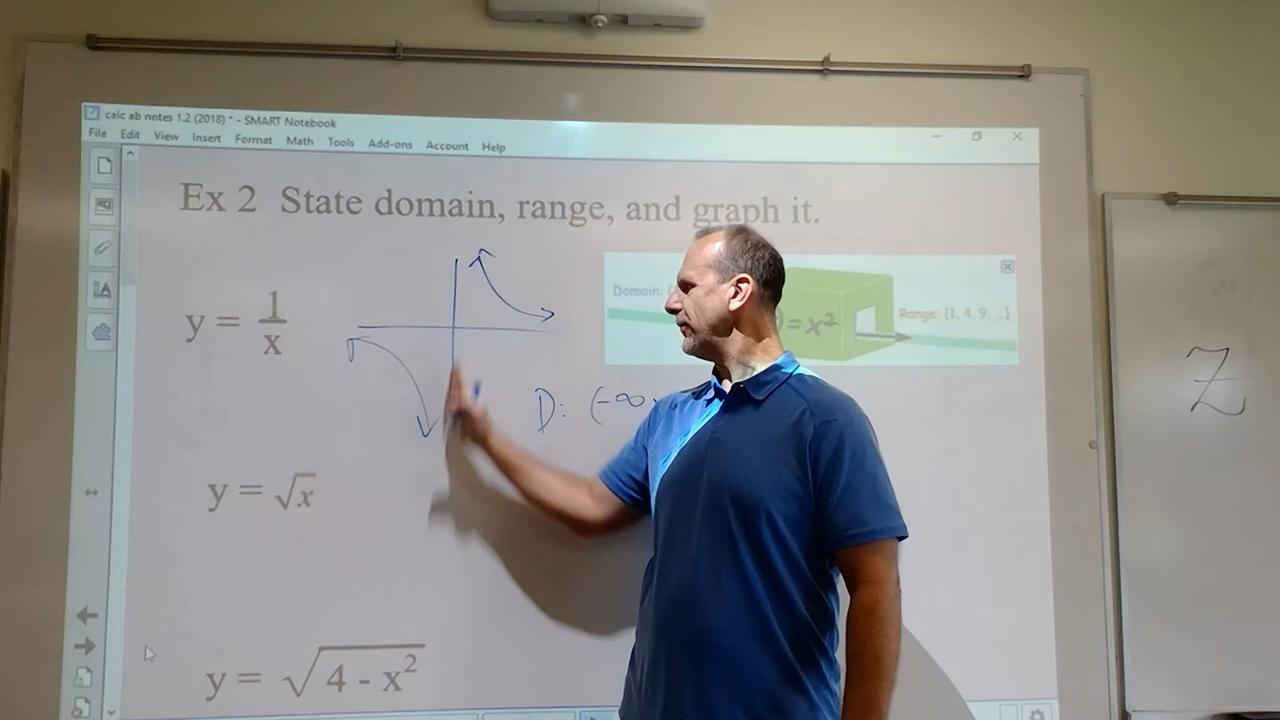 calc ab notes 1.2 (2018) * - SMART Notebook
File Edit View Insert Format Math Tools Add-ons Account Help
Ex 2 State domain, range, and graph it.
y = 1/x
Domain: {
= x²
Range: {1, 4, 9, ...}
D: (-∞,
Z
y = √x
y = √(4 - x²)